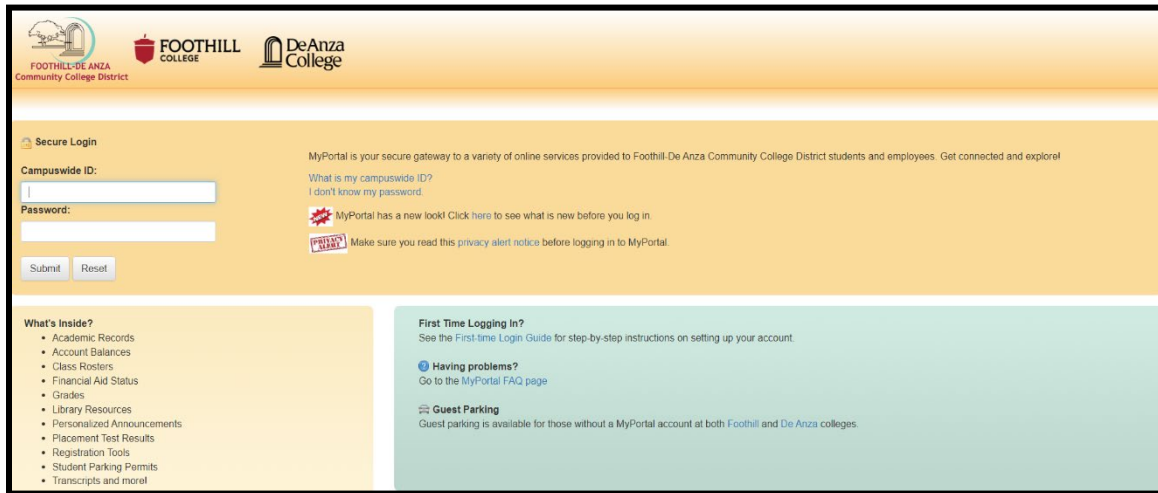 FOOTHILL-DE ANZA
Community College District
FOOTHILL
COLLEGE
DeAnza
College
Secure Login
Campuswide ID:
Password:
Submit Reset
MyPortal is your secure gateway to a variety of online services provided to Foothill-De Anza Community College District students and employees. Get connected and explore!
What is my campuswide ID?
I don't know my password.
NEW MyPortal has a new look! Click here to see what is new before you log in.
PRIVACY
ALERT
Make sure you read this privacy alert notice before logging in to MyPortal.
What's Inside?
• Academic Records
• Account Balances
• Class Rosters
• Financial Aid Status
• Grades
• Library Resources
• Personalized Announcements
• Placement Test Results
• Registration Tools
• Student Parking Permits
• Transcripts and more!
First Time Logging In?
See the First-time Login Guide for step-by-step instructions on setting up your account.
? Having problems?
Go to the MyPortal FAQ page
Guest Parking
Guest parking is available for those without a MyPortal account at both Foothill and De Anza colleges.